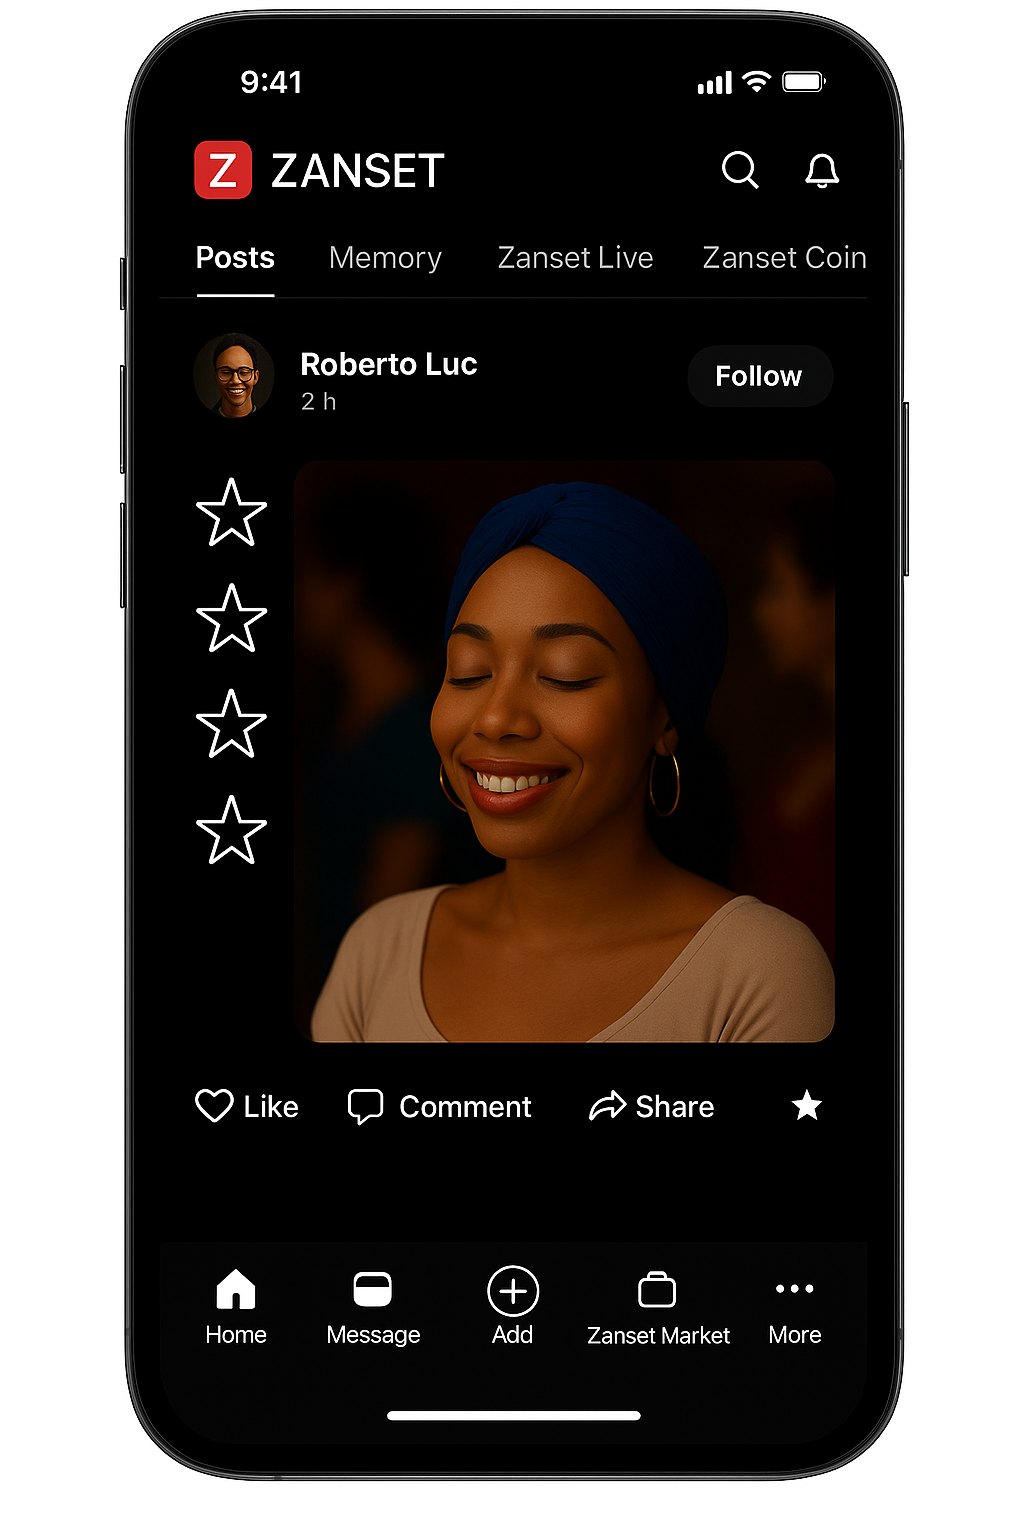 9:41
Z ZANSET
Posts Memory Zanset Live Zanset Coin
Roberto Luc
2 h
Follow
Like Comment Share
Home Message Add Zanset Market More